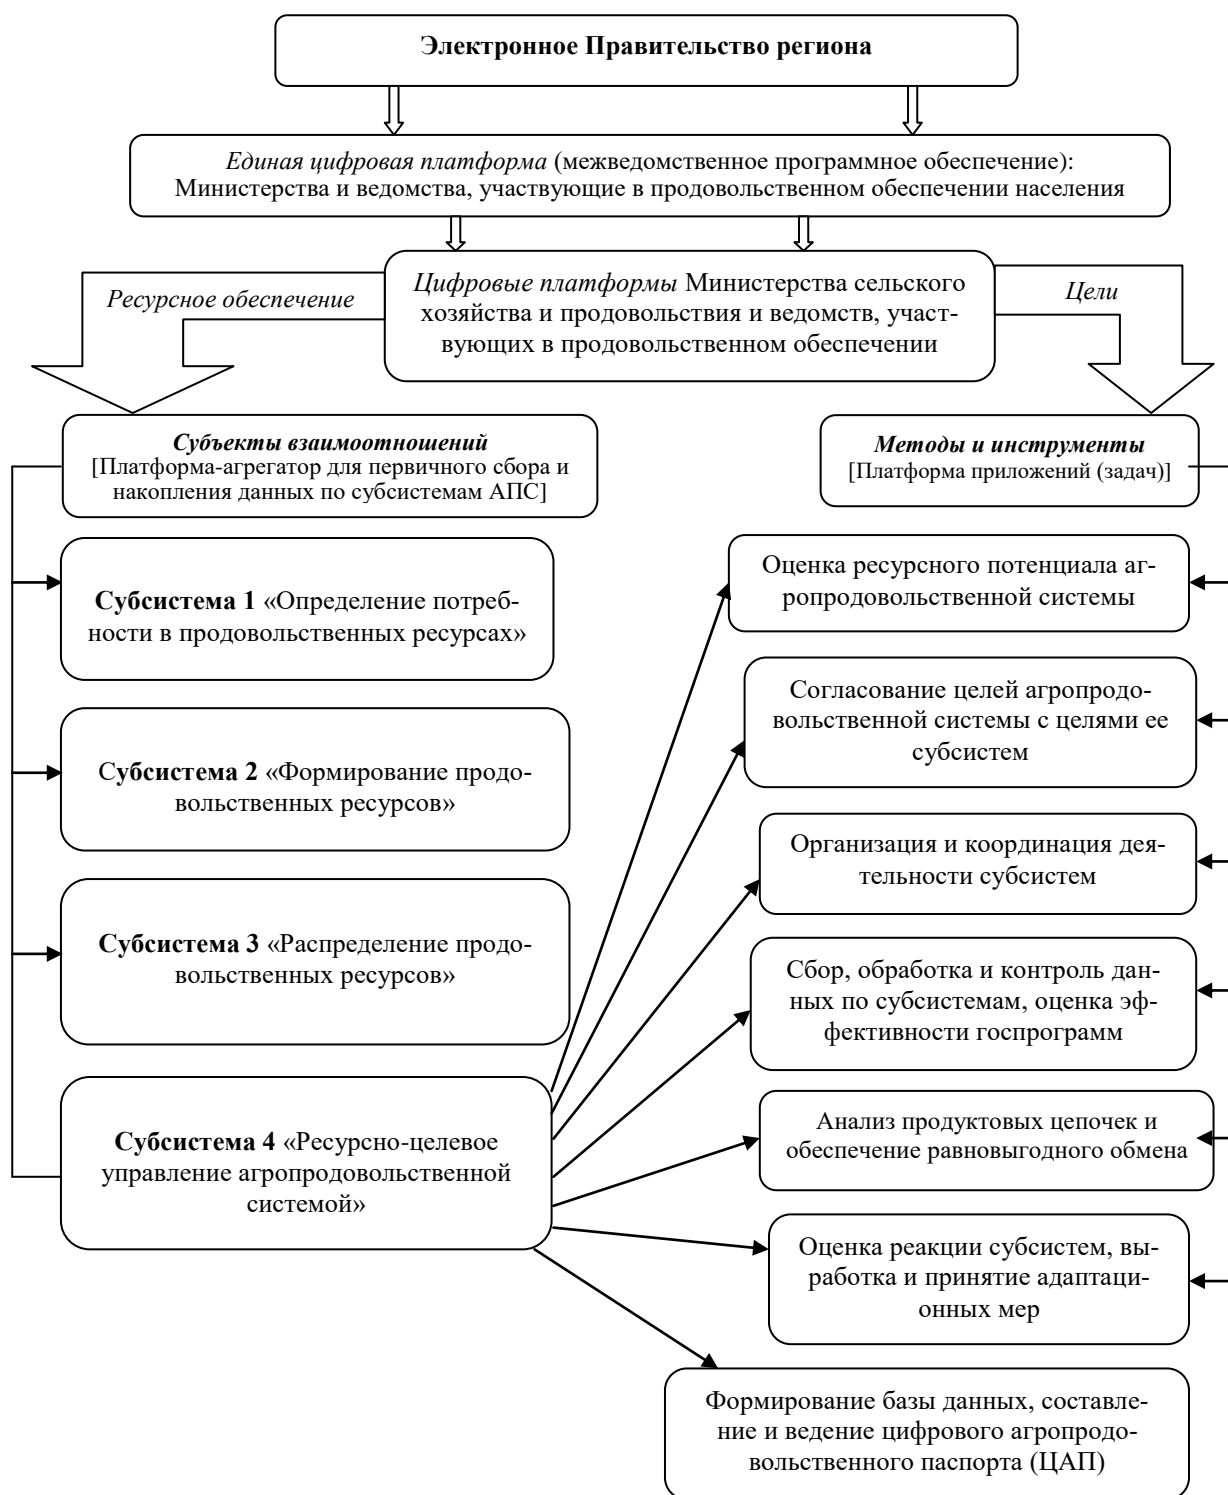 Электронное Правительство региона
Единая цифровая платформа (межведомственное программное обеспечение):
Министерства и ведомства, участвующие в продовольственном обеспечении населения
Ресурсное обеспечение
Цифровые платформы Министерства сельского
хозяйства и продовольствия и ведомств, участ-
вующих в продовольственном обеспечении
Цели
Субъекты взаимоотношений
[Платформа-агрегатор для первичного сбора и
накопления данных по субсистемам АПС]
Методы и инструменты
[Платформа приложений (задач)]
Субсистема 1 «Определение потреб-
ности в продовольственных ресурсах»
Субсистема 2 «Формирование продо-
вольственных ресурсов»
Субсистема 3 «Распределение продо-
вольственных ресурсов»
Субсистема 4 «Ресурсно-целевое
управление агропродовольственной
системой»
Оценка ресурсного потенциала аг-
ропродовольственной системы
Согласование целей агропродо-
вольственной системы с целями ее
субсистем
Организация и координация дея-
тельности субсистем
Сбор, обработка и контроль дан-
ных по субсистемам, оценка эф-
фективности госпрограмм
Анализ продуктовых цепочек и
обеспечение равновыгодного обмена
Оценка реакции субсистем, вы-
работка и принятие адаптаци-
онных мер
Формирование базы данных, составле-
ние и ведение цифрового агропродо-
вольственного паспорта (ЦАП)